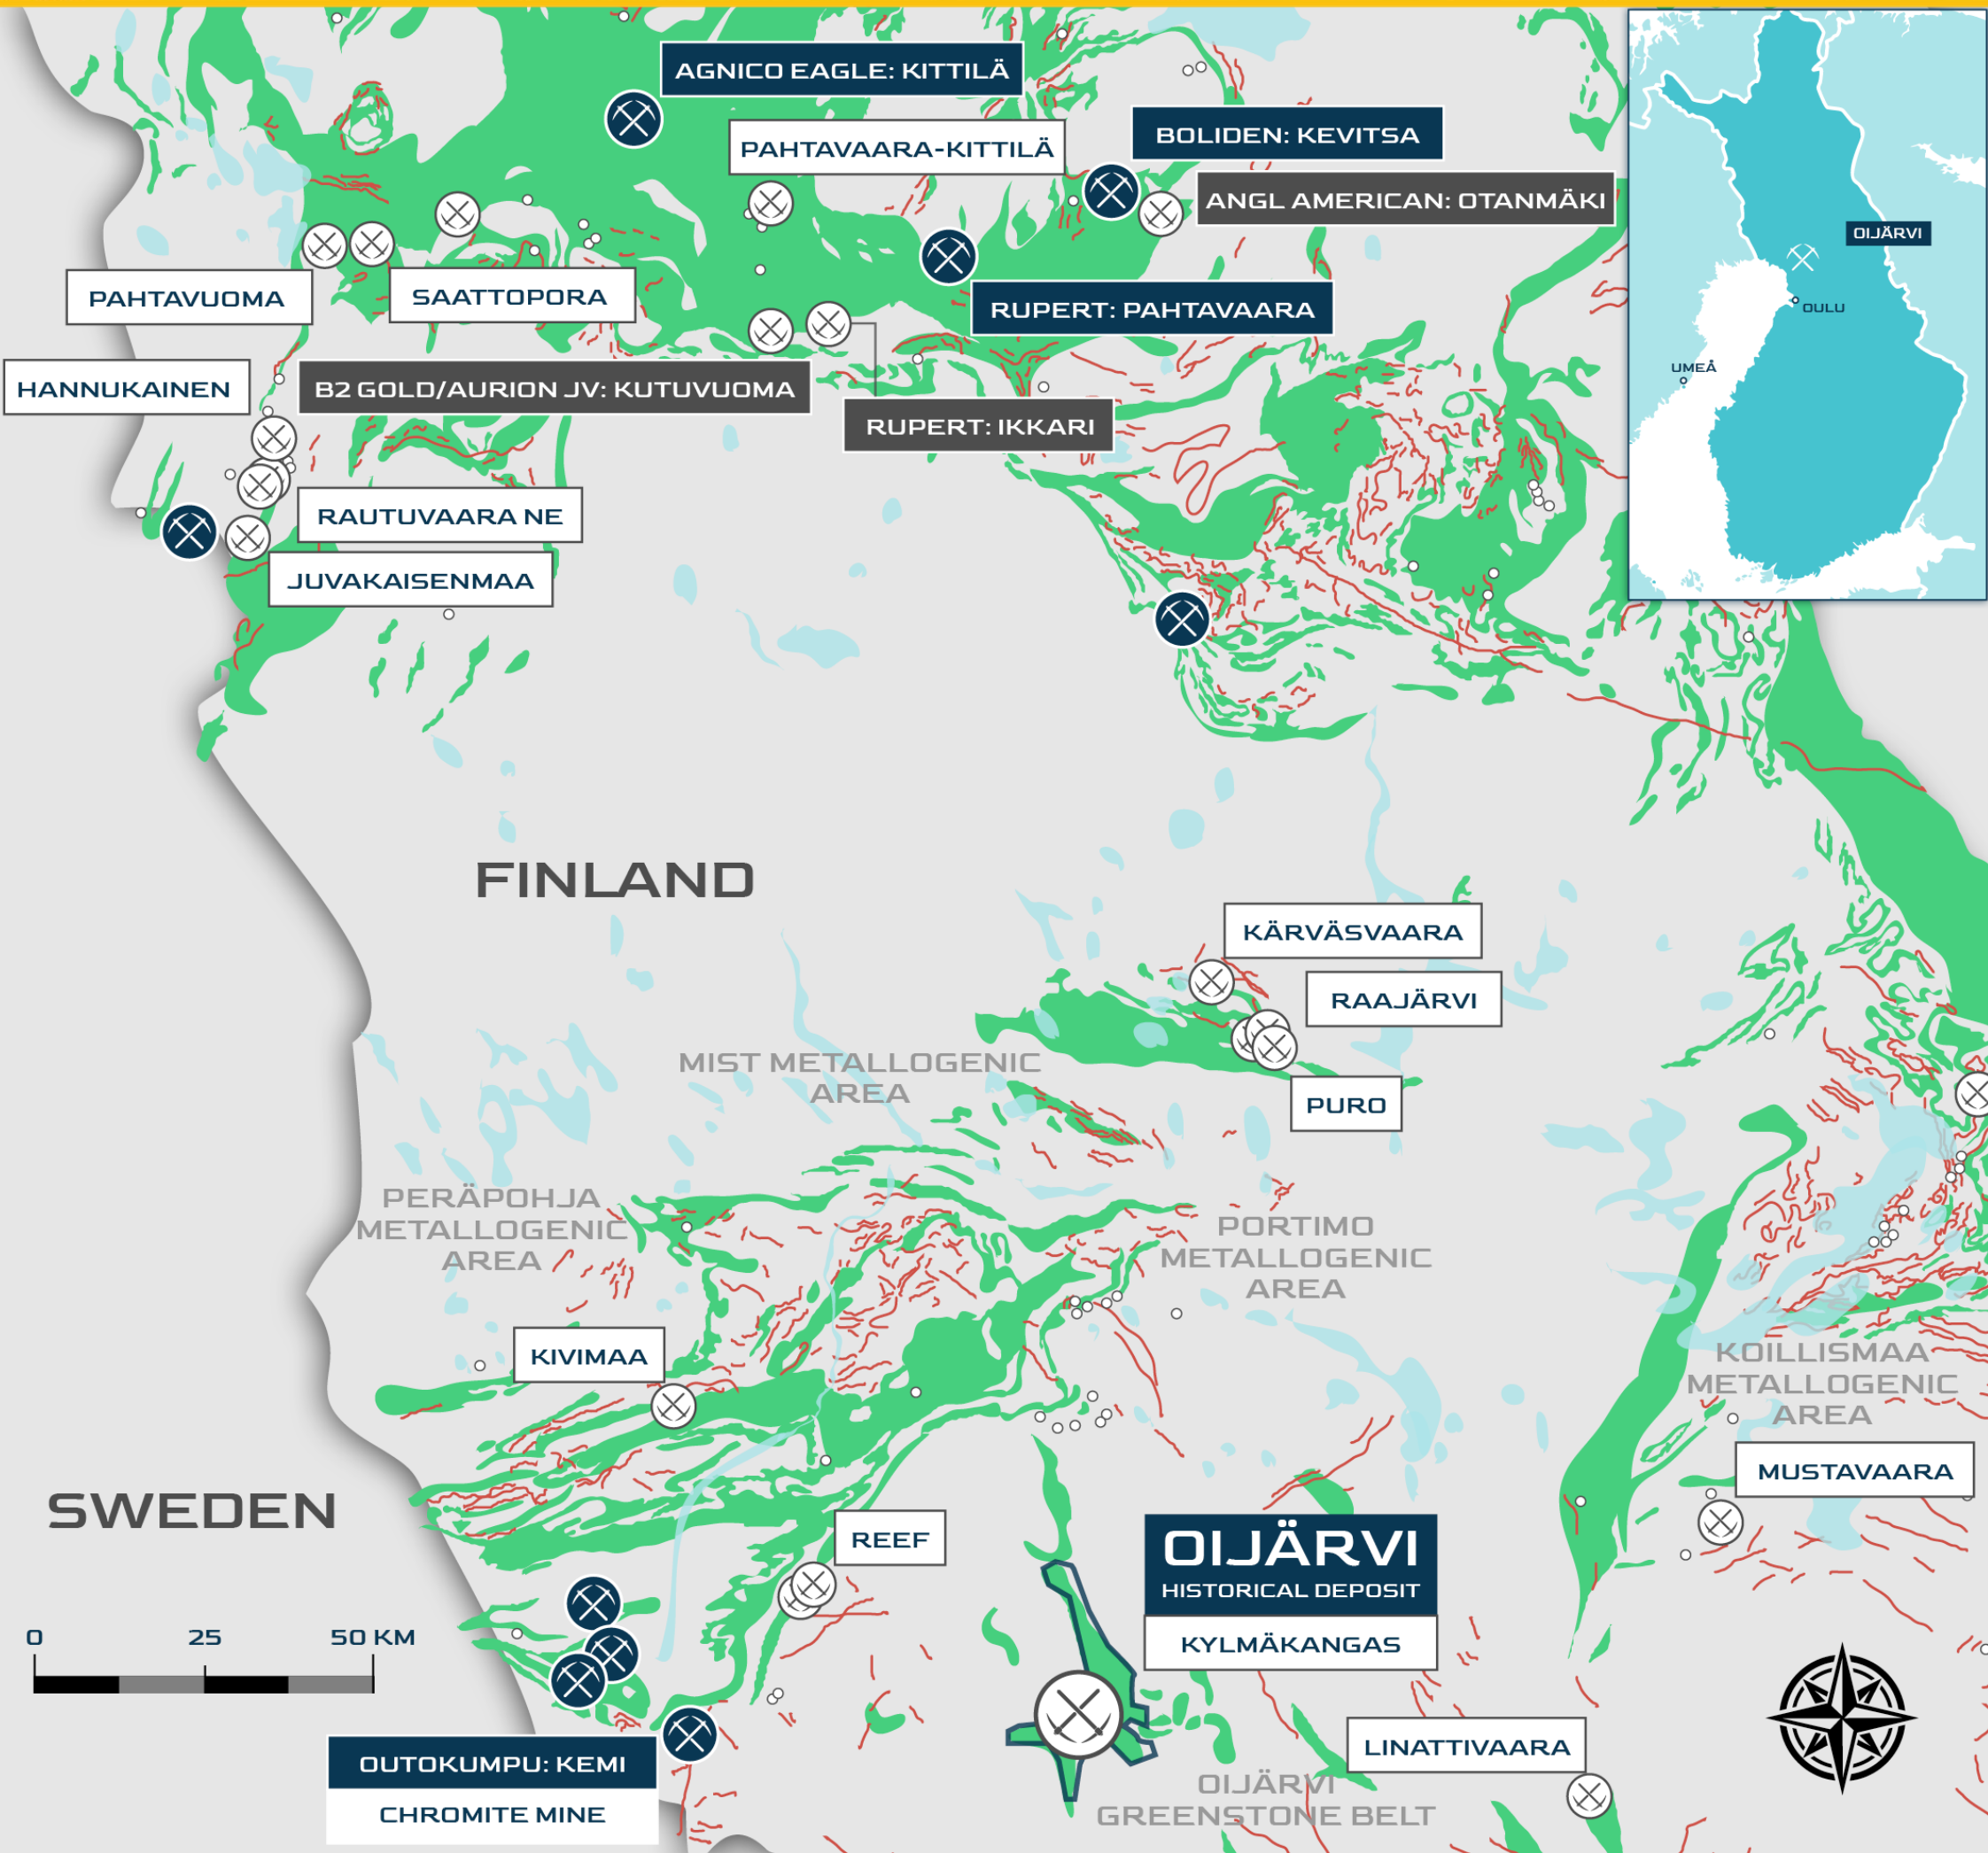 AGNICO EAGLE: KITTILÄ
BOLIDEN: KEVITSA
PAHTAVAARA-KITTILÄ
ANGL AMERICAN: OTANMÄKI
OIJÄRVI
OULU
UMEÅ
PAHTAVUOMA
SAATTOPORA
RUPERT: PAHTAVAARA
HANNUKAINEN
B2 GOLD/AURION JV: KUTUVUOMA
RUPERT: IKKARI
RAUTUVAARA NE
JUVAKAISENMAA
FINLAND
KÄRVÄSVAARA
RAAJÄRVI
PURO
MIST METALLOGENIC
AREA
PERÄPOHJA
METALLOGENIC
AREA
PORTIMO
METALLOGENIC
AREA
KIVIMAA
KOILLISMAA
METALLOGENIC
AREA
MUSTAVAARA
SWEDEN
REEF
OIJÄRVI
HISTORICAL DEPOSIT
KYLMÄKANGAS
0 25 50 KM
LINATTIVAARA
OUTOKUMPU: KEMI
CHROMITE MINE
OIJÄRVI
GREENSTONE BELT